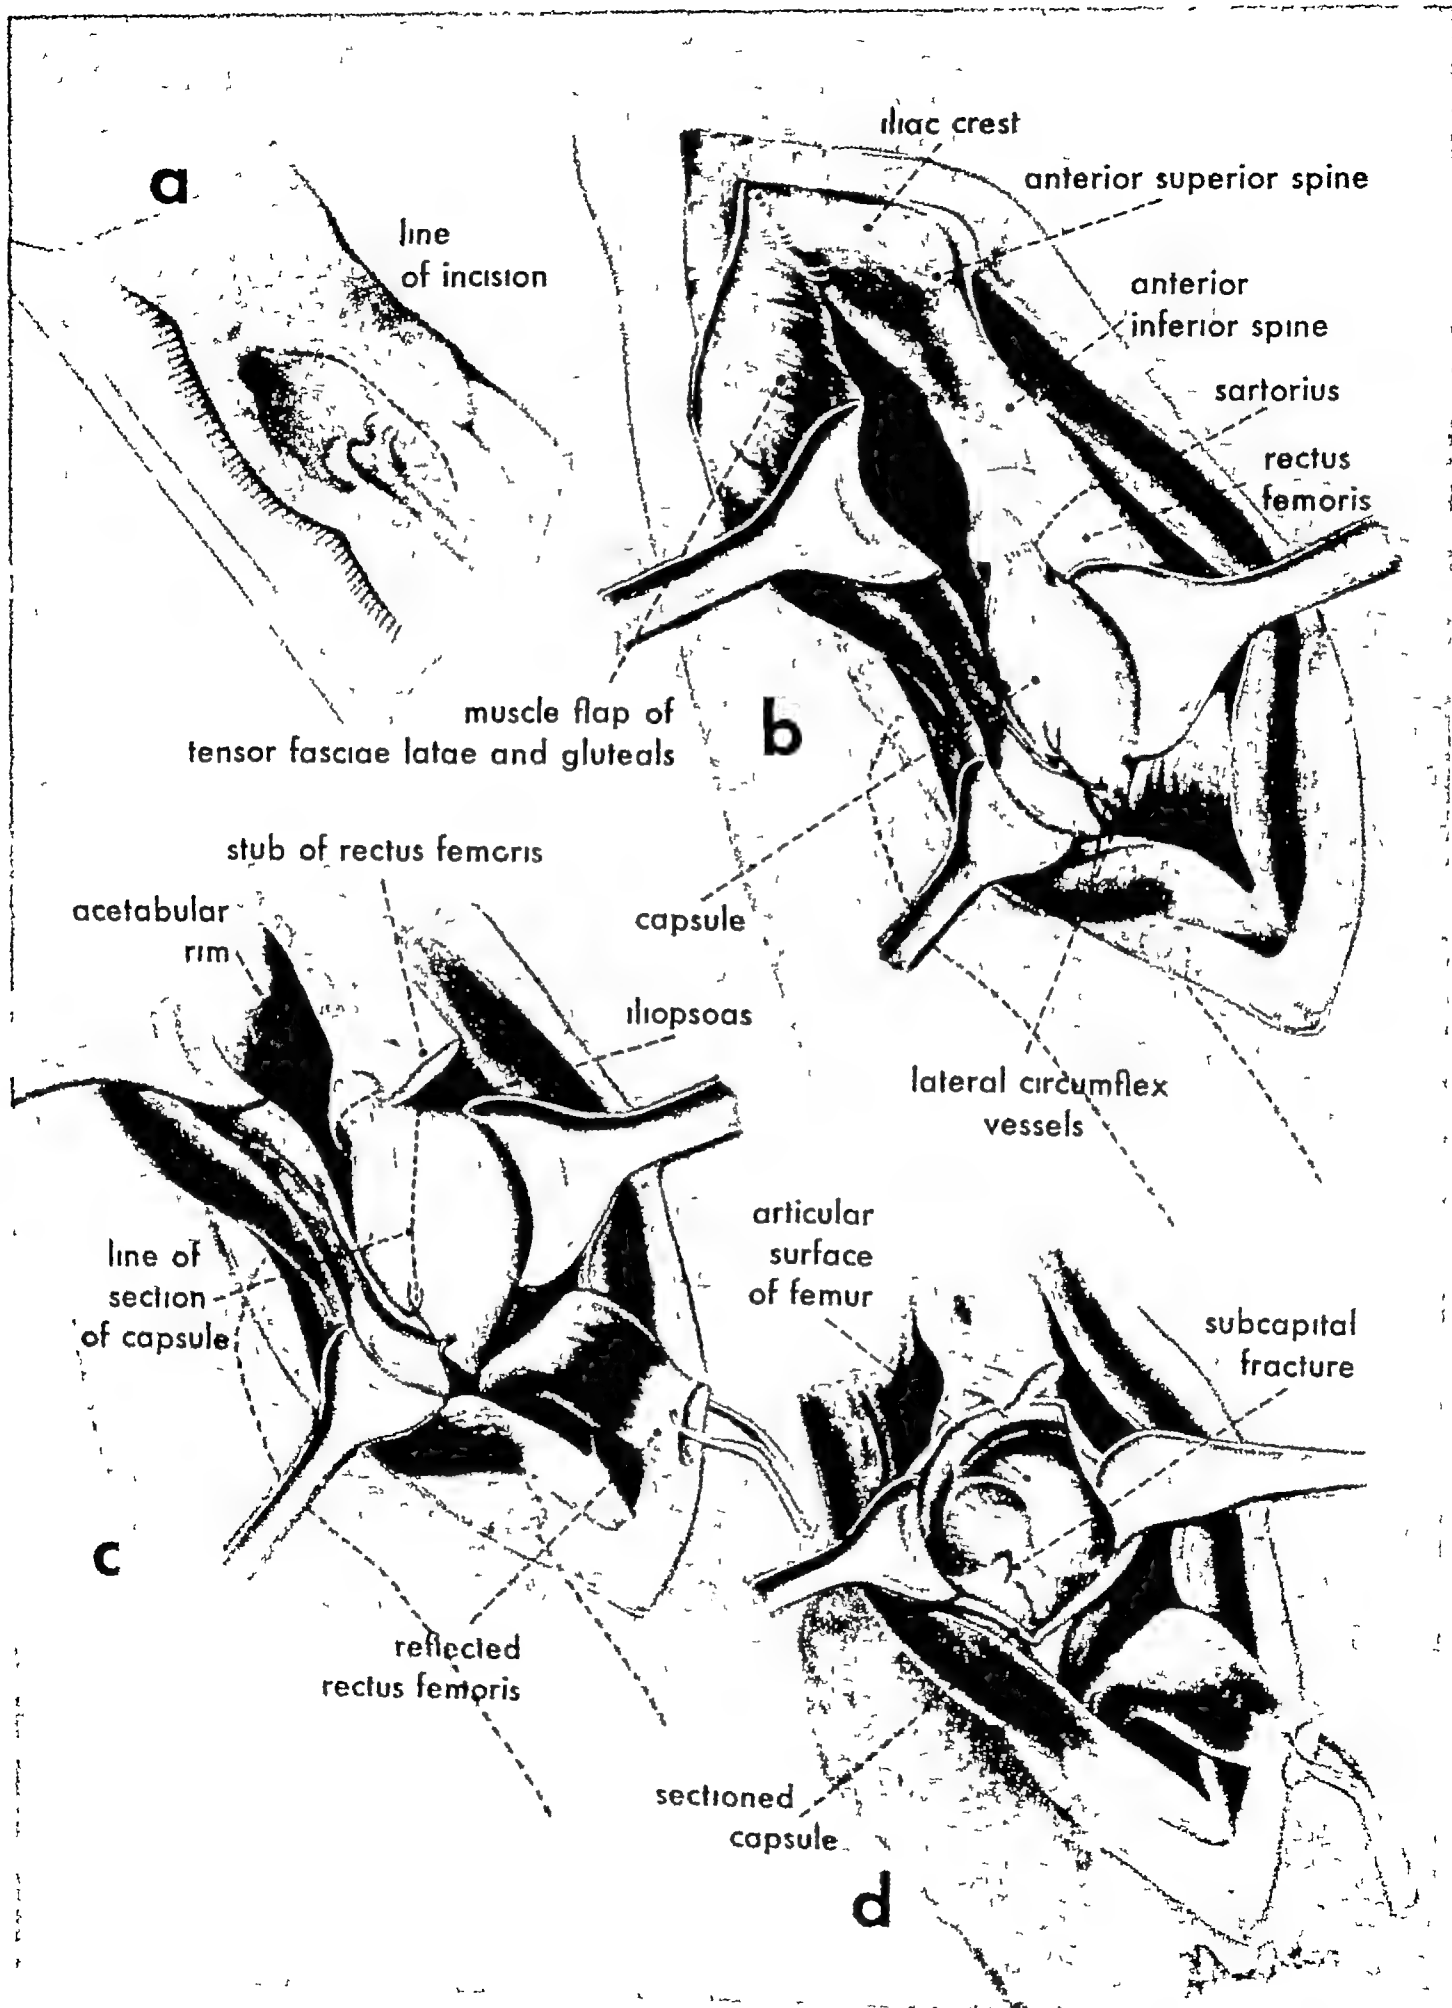 a
line
of incision
iliac crest
anterior superior spine
anterior
inferior spine
sartorius
rectus
femoris
muscle flap of
tensor fasciae latae and gluteals
b
capsule
lateral circumflex
vessels
stub of rectus femoris
acetabular
rim
iliopsoas
line of
section
of capsule
c
reflected
rectus femoris
articular
surface
of femur
subcapital
fracture
sectioned
capsule
d